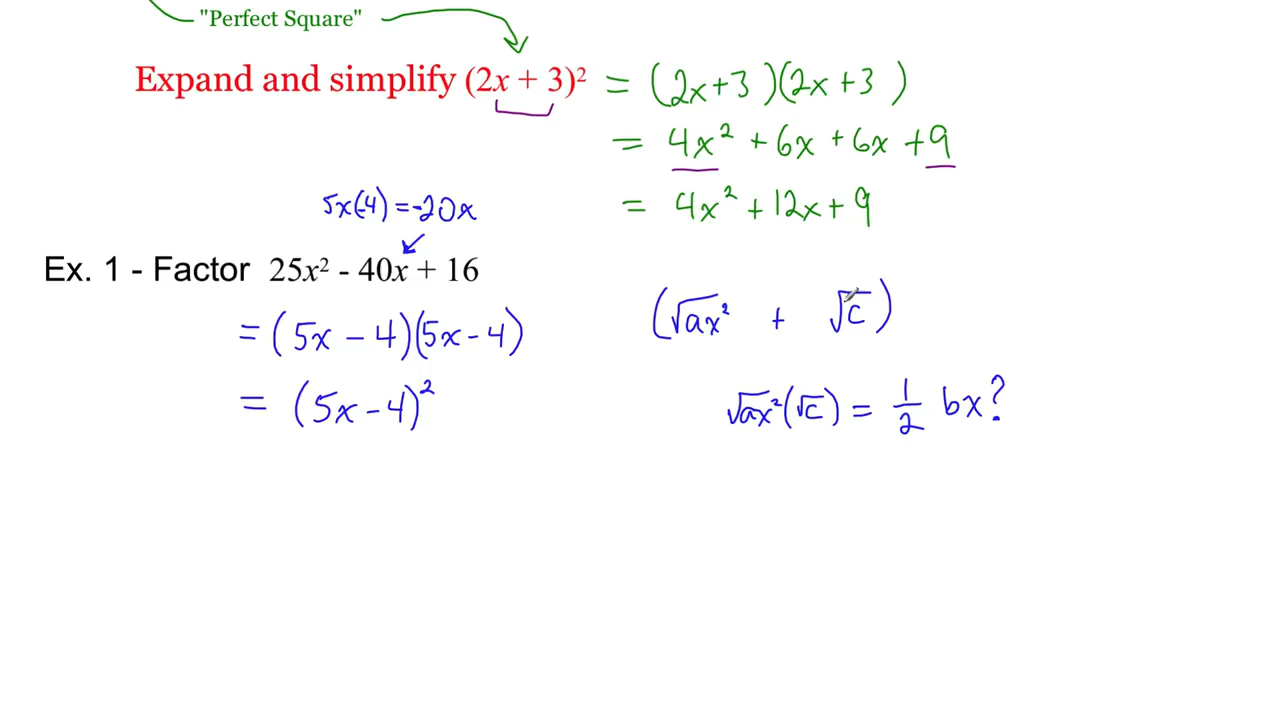 "Perfect Square"
Expand and simplify (2x + 3)² = (2x+3)(2x+3)
= 4x² + 6x + 6x + 9
= 4x² + 12x + 9
5x(-4) = -20x
Ex. 1 - Factor 25x² - 40x + 16
= (5x - 4)(5x - 4)
(√ax² + √c)
= (5x - 4)²
√ax²(√c) = 1/2 bx?